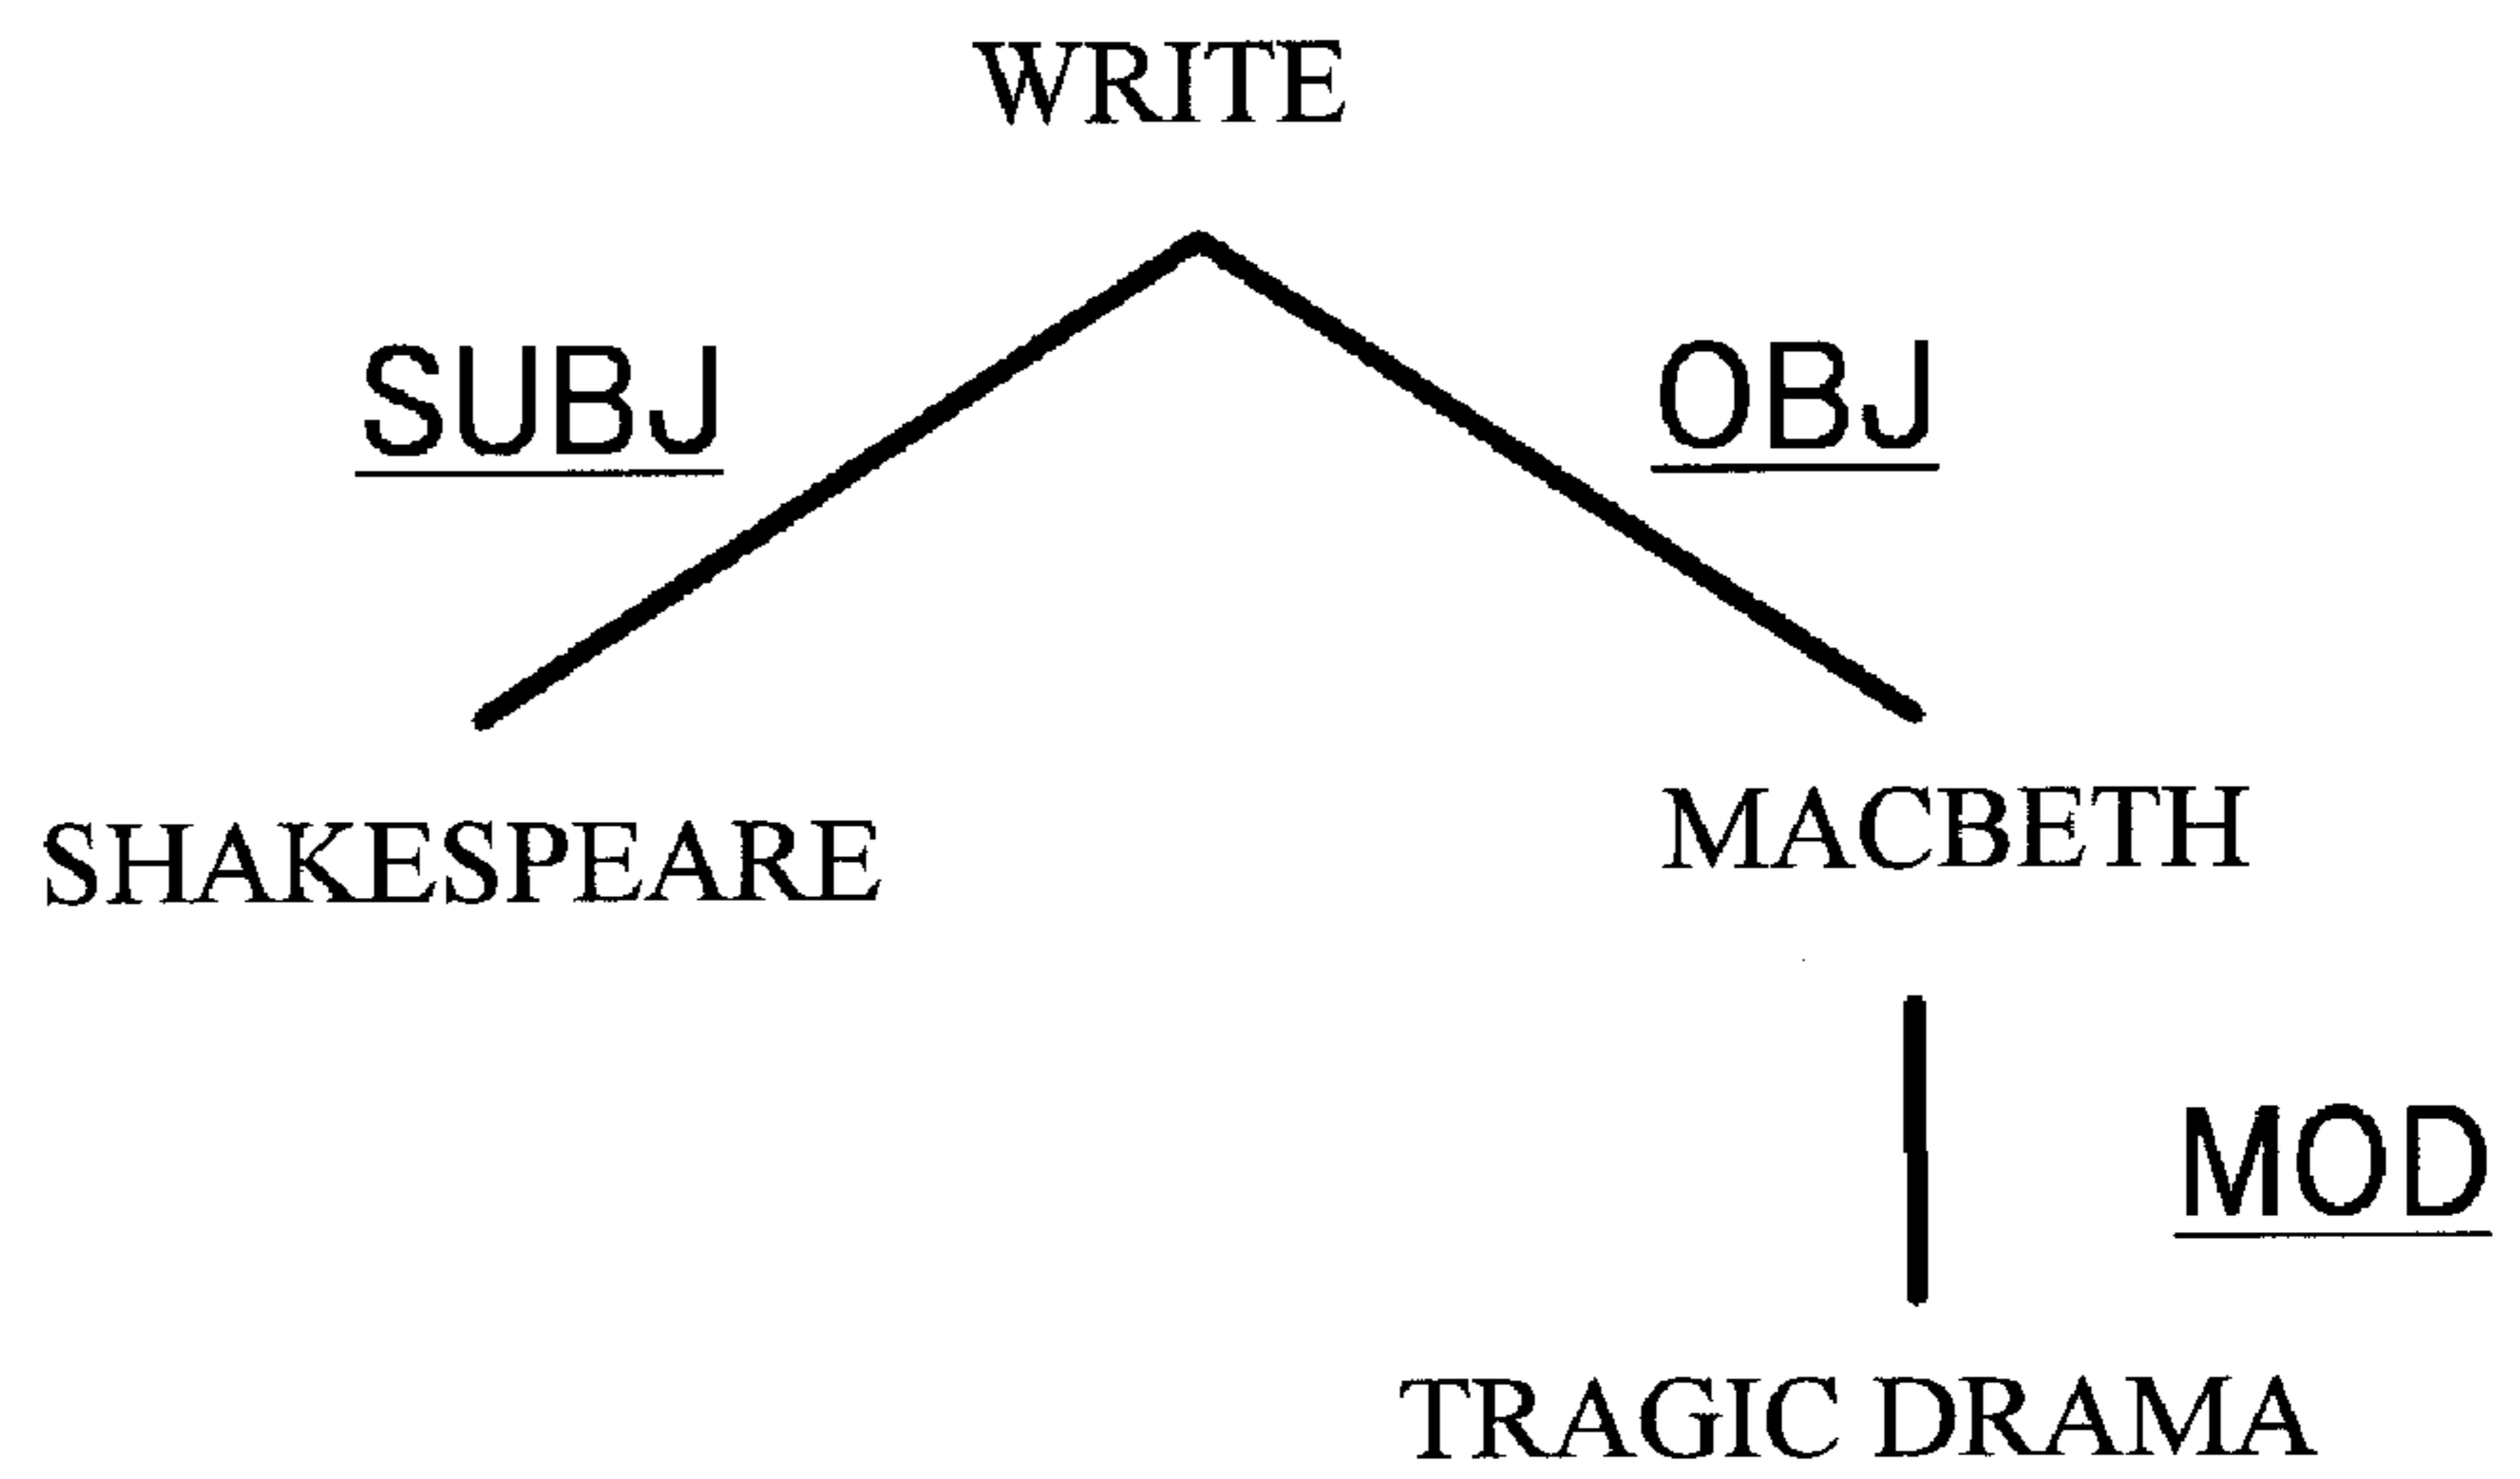 WRITE
SUBJ
OBJ
SHAKESPEARE
MACBETH
MOD
TRAGIC DRAMA